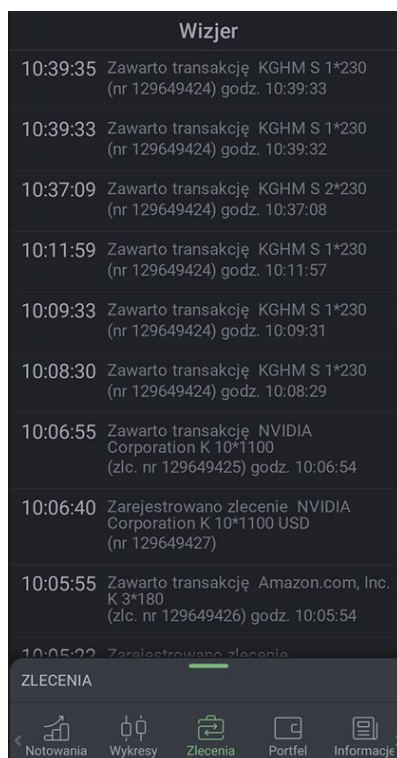 Wizjer
10:39:35 Zawarto transakcję KGHM S 1*230
(nr 129649424) godz. 10:39:33
10:39:33 Zawarto transakcję KGHM S 1*230
(nr 129649424) godz. 10:39:32
10:37:09 Zawarto transakcję KGHM S 2*230
(nr 129649424) godz. 10:37:08
10:11:59 Zawarto transakcję KGHM S 1*230
(nr 129649424) godz. 10:11:57
10:09:33 Zawarto transakcję KGHM S 1*230
(nr 129649424) godz. 10:09:31
10:08:30 Zawarto transakcję KGHM S 1*230
(nr 129649424) godz. 10:08:29
10:06:55 Zawarto transakcję NVIDIA
Corporation K 10*1100
(zlc. nr 129649425) godz. 10:06:54
10:06:40 Zarejestrowano zlecenie NVIDIA
Corporation K 10*1100 USD
(nr 129649427)
10:05:55 Zawarto transakcję Amazon.com, Inc.
K 3*180
(zlc. nr 129649426) godz. 10:05:54
10:05:22 Zarejestrowano zlecenie
ZLECENIA
Notowania Wykresy Zlecenia Portfel Informacje